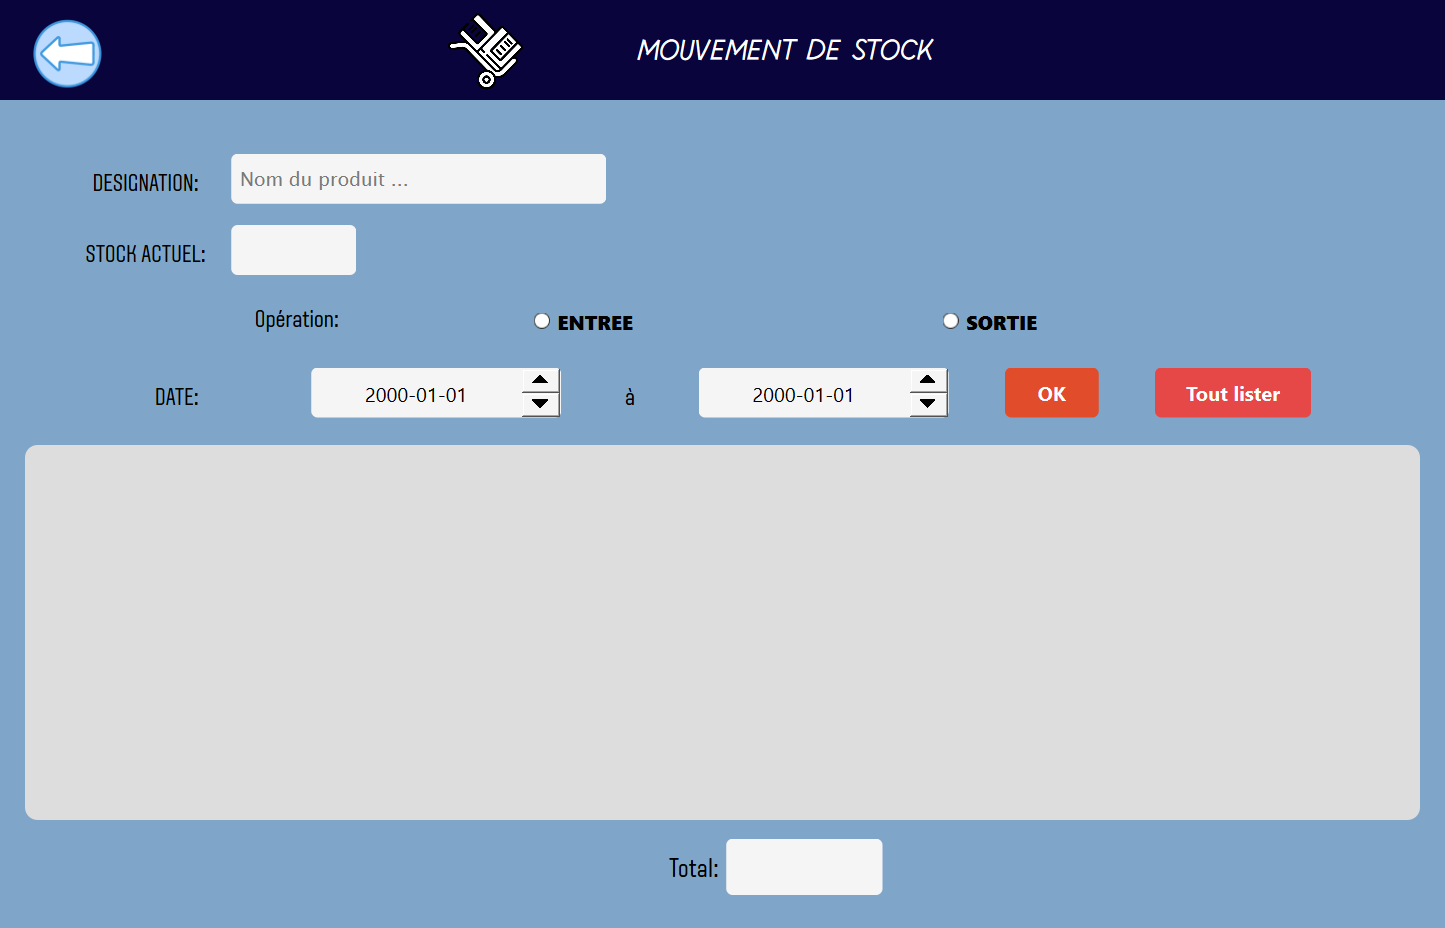 MOUVEMENT DE STOCK
DESIGNATION: Nom du produit ...
STOCK ACTUEL:
Opération: ENTREE SORTIE
DATE: 2000-01-01 à 2000-01-01 OK Tout lister
Total: